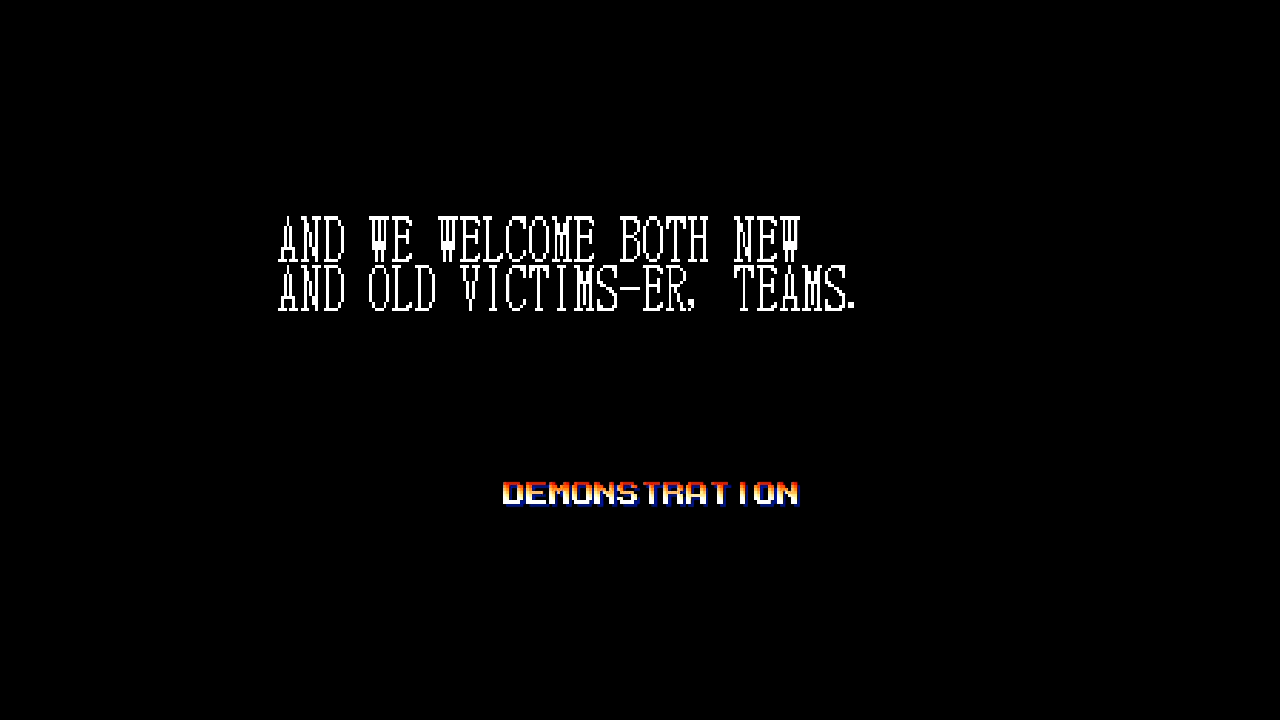 AND WE WELCOME BOTH NEW
AND OLD VICTIMS-ER, TEAMS.
DEMONSTRATION